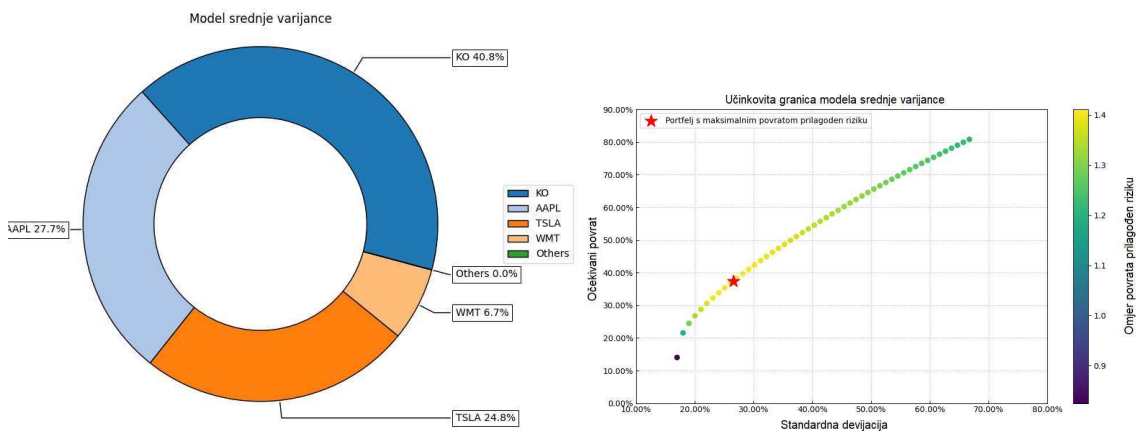 Model srednje varijance
KO 40.8%
AAPL 27.7%
Others 0.0%
WMT 6.7%
TSLA 24.8%
KO
AAPL
TSLA
WMT
Others
Učinkovita granica modela srednje varijance
Portfelj s maksimalnim povratom prilagođen riziku
90.00%
80.00%
70.00%
60.00%
50.00%
40.00%
30.00%
20.00%
10.00%
0.00%
Očekivani povrat
10.00% 20.00% 30.00% 40.00% 50.00% 60.00% 70.00% 80.00%
Standardna devijacija
1.4
1.3
1.2
1.1
1.0
0.9
Omjer povrata prilagođen riziku